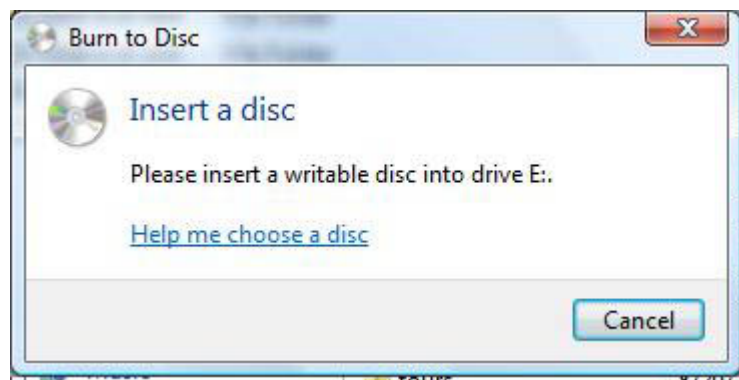 Burn to Disc
Insert a disc
Please insert a writable disc into drive E:.
Help me choose a disc
Cancel